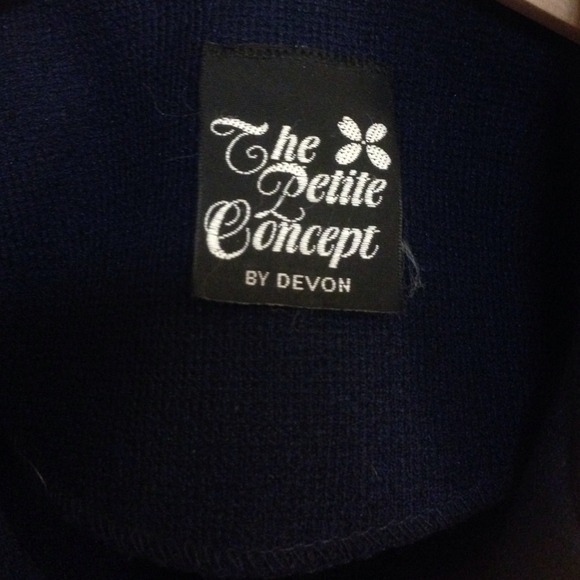 The
Petite
Concept
BY DEVON